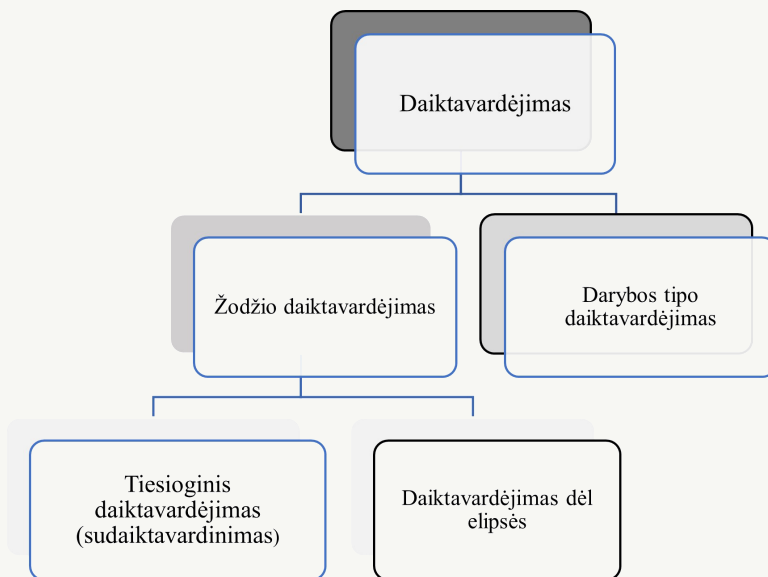 Daiktavardėjimas
Žodžio daiktavardėjimas
Darybos tipo
daiktavardėjimas
Tiesioginis
daiktavardėjimas
(sudaiktavardinimas)
Daiktavardėjimas dėl
elipsės